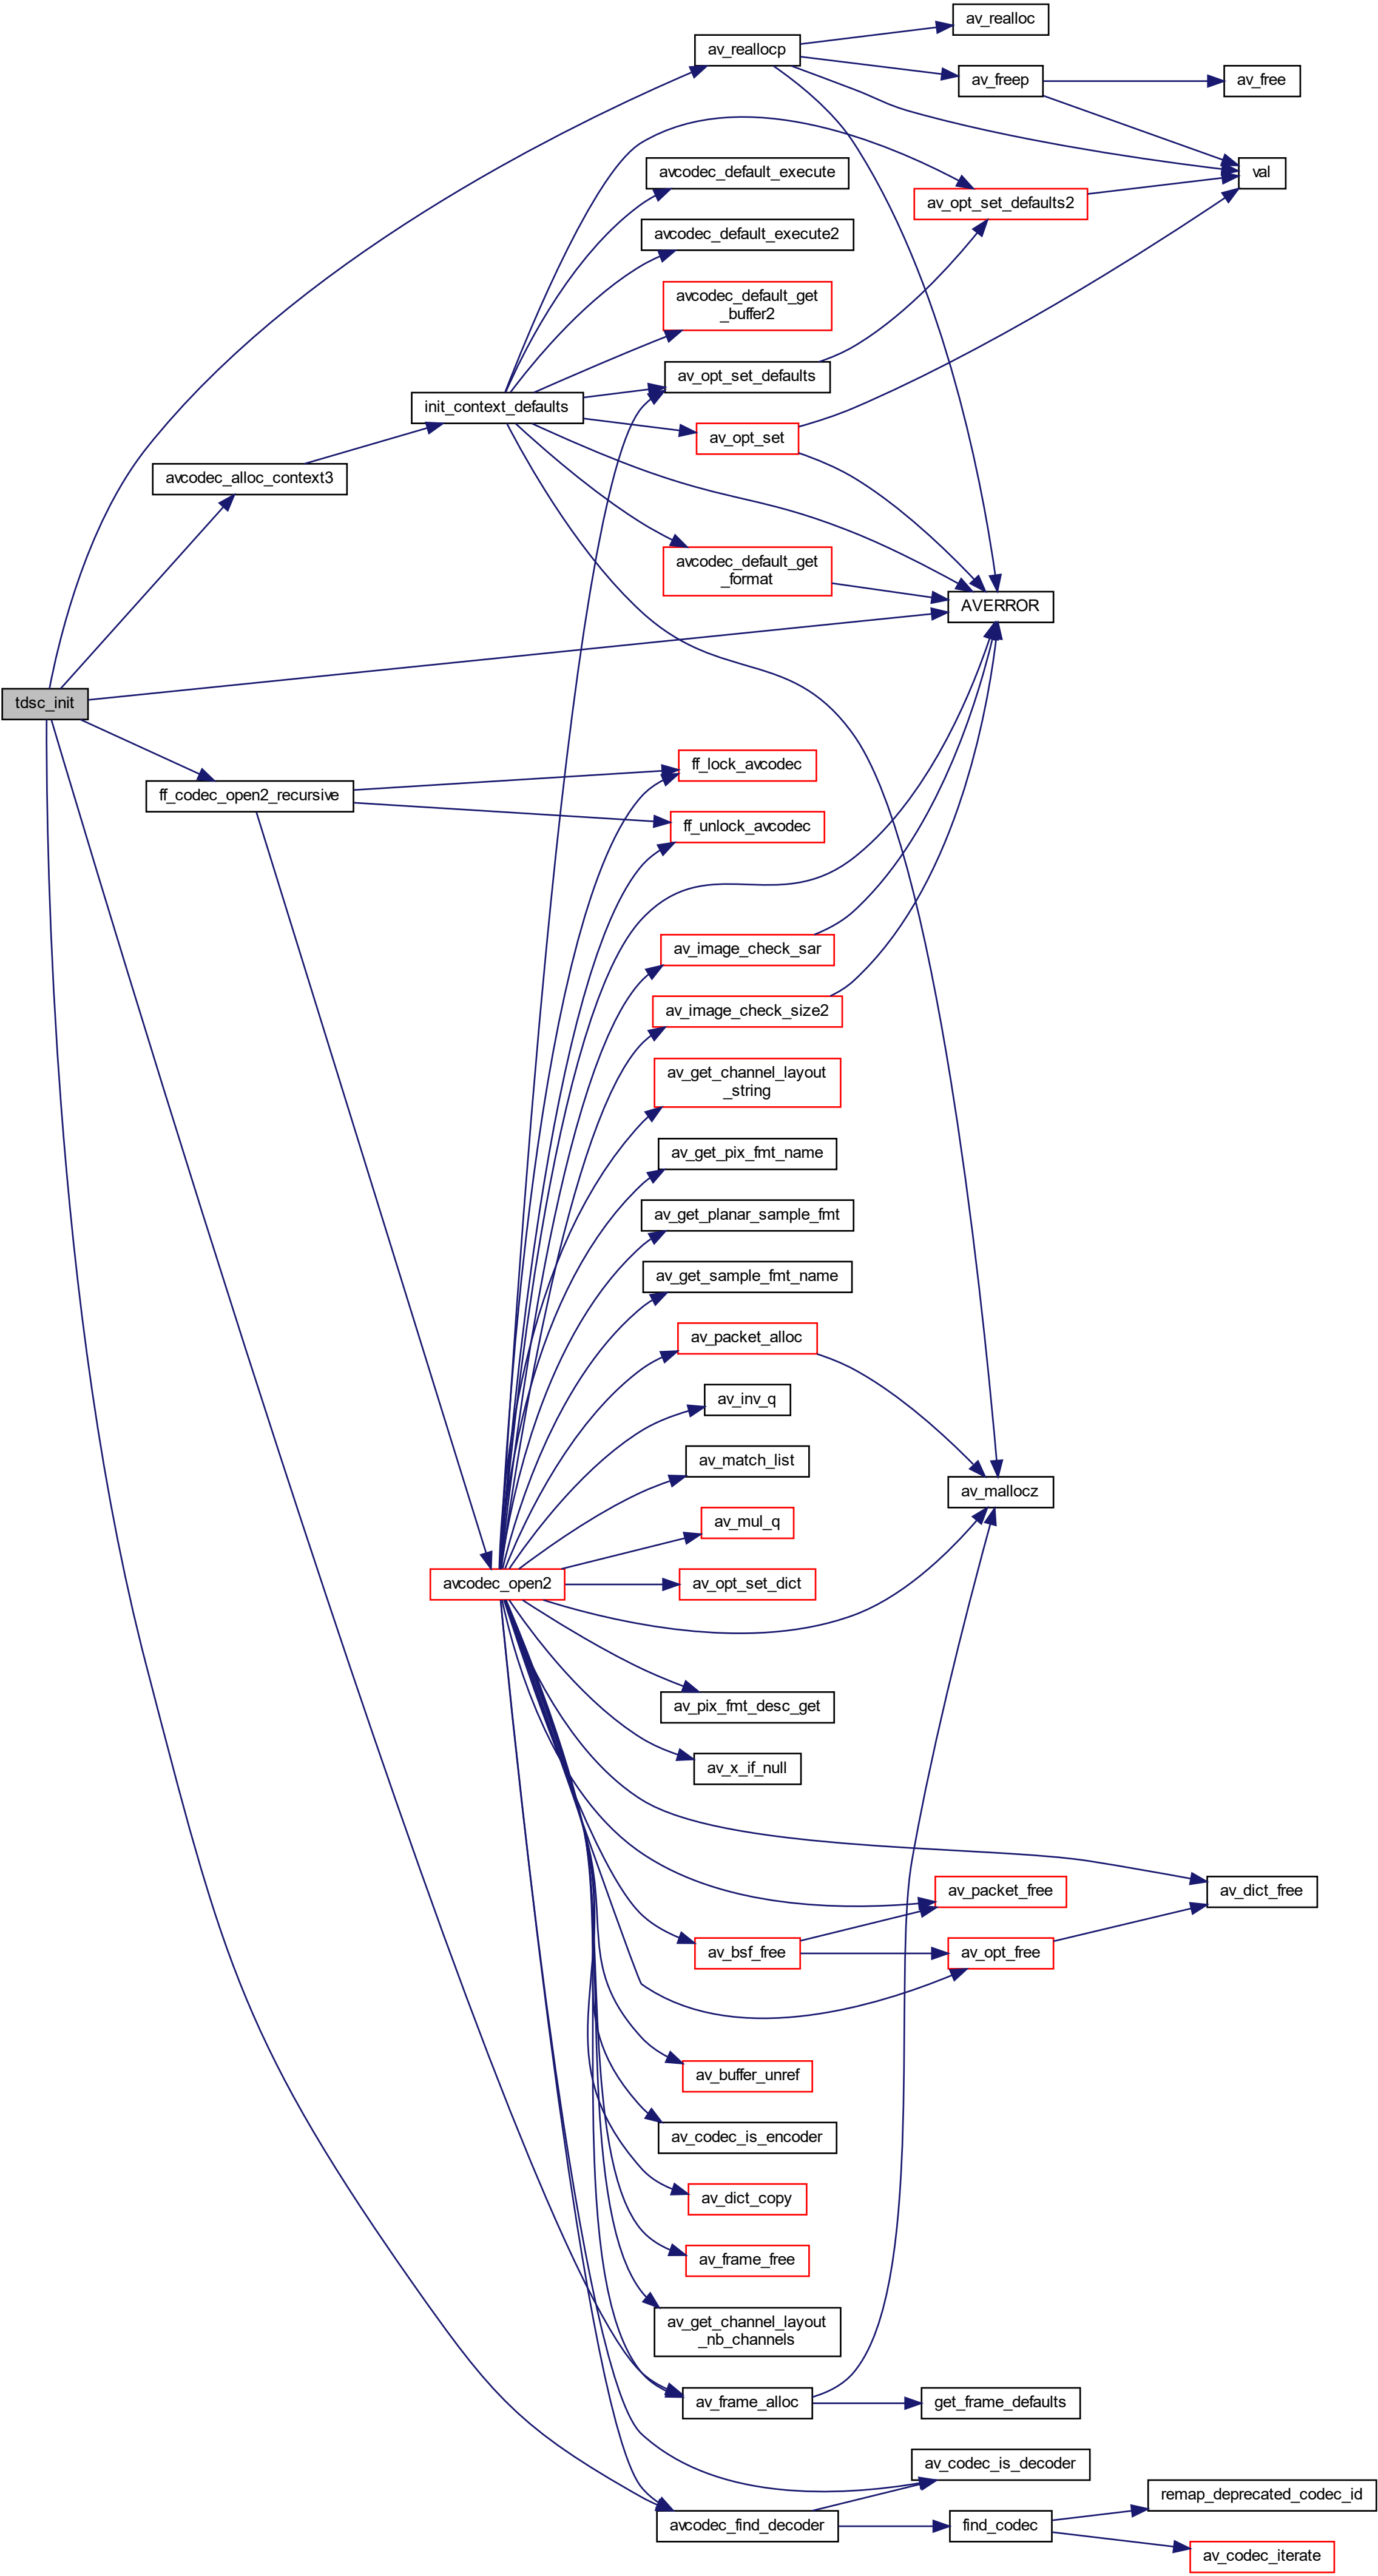 av_realloc
av_reallocp
av_freep
av_free
avcodec_default_execute
val
av_opt_set_defaults2
avcodec_default_execute2
avcodec_default_get
_buffer2
av_opt_set_defaults
init_context_defaults
av_opt_set
avcodec_alloc_context3
avcodec_default_get
_format
AVERROR
tdsc_init
ff_lock_avcodec
ff_codec_open2_recursive
ff_unlock_avcodec
av_image_check_sar
av_image_check_size2
av_get_channel_layout
_string
av_get_pix_fmt_name
av_get_planar_sample_fmt
av_get_sample_fmt_name
av_packet_alloc
av_inv_q
av_match_list
av_mallocz
av_mul_q
avcodec_open2
av_opt_set_dict
av_pix_fmt_desc_get
av_x_if_null
av_packet_free
av_dict_free
av_bsf_free
av_opt_free
av_buffer_unref
av_codec_is_encoder
av_dict_copy
av_frame_free
av_get_channel_layout
_nb_channels
av_frame_alloc
get_frame_defaults
av_codec_is_decoder
remap_deprecated_codec_id
avcodec_find_decoder
find_codec
av_codec_iterate